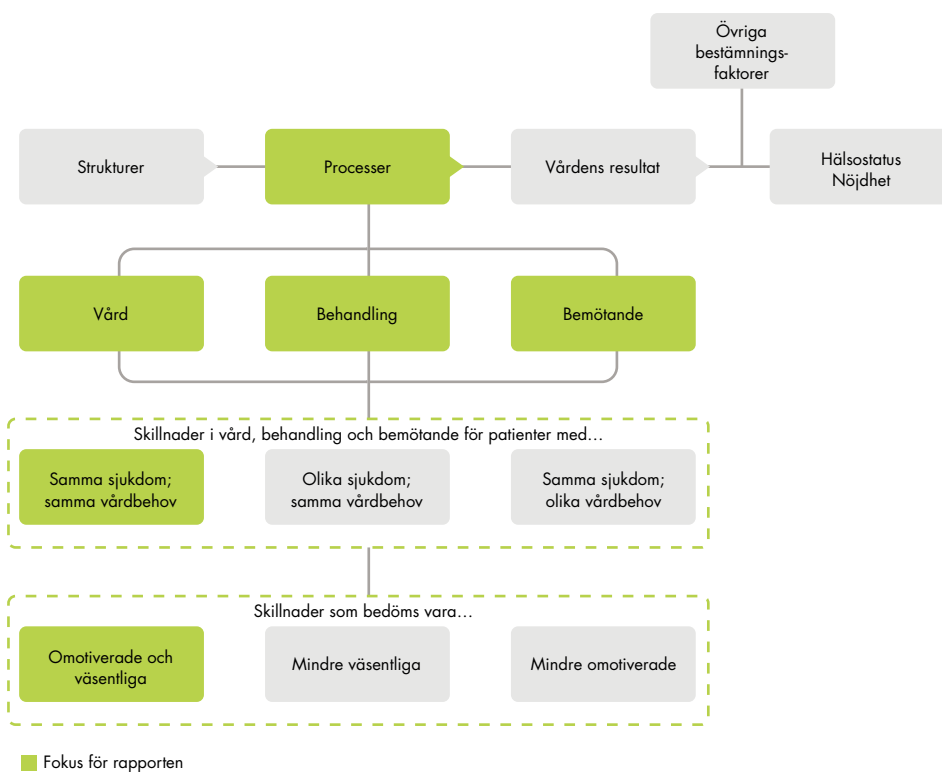 Övriga
bestämnings-
faktorer
Strukturer
Processer
Vårdens resultat
Hälsostatus
Nöjdhet
Vård
Behandling
Bemötande
Skillnader i vård, behandling och bemötande för patienter med…
Samma sjukdom;
samma vårdbehov
Olika sjukdom;
samma vårdbehov
Samma sjukdom;
olika vårdbehov
Skillnader som bedöms vara…
Omotiverade och
väsentliga
Mindre väsentliga
Mindre omotiverade
Fokus för rapporten